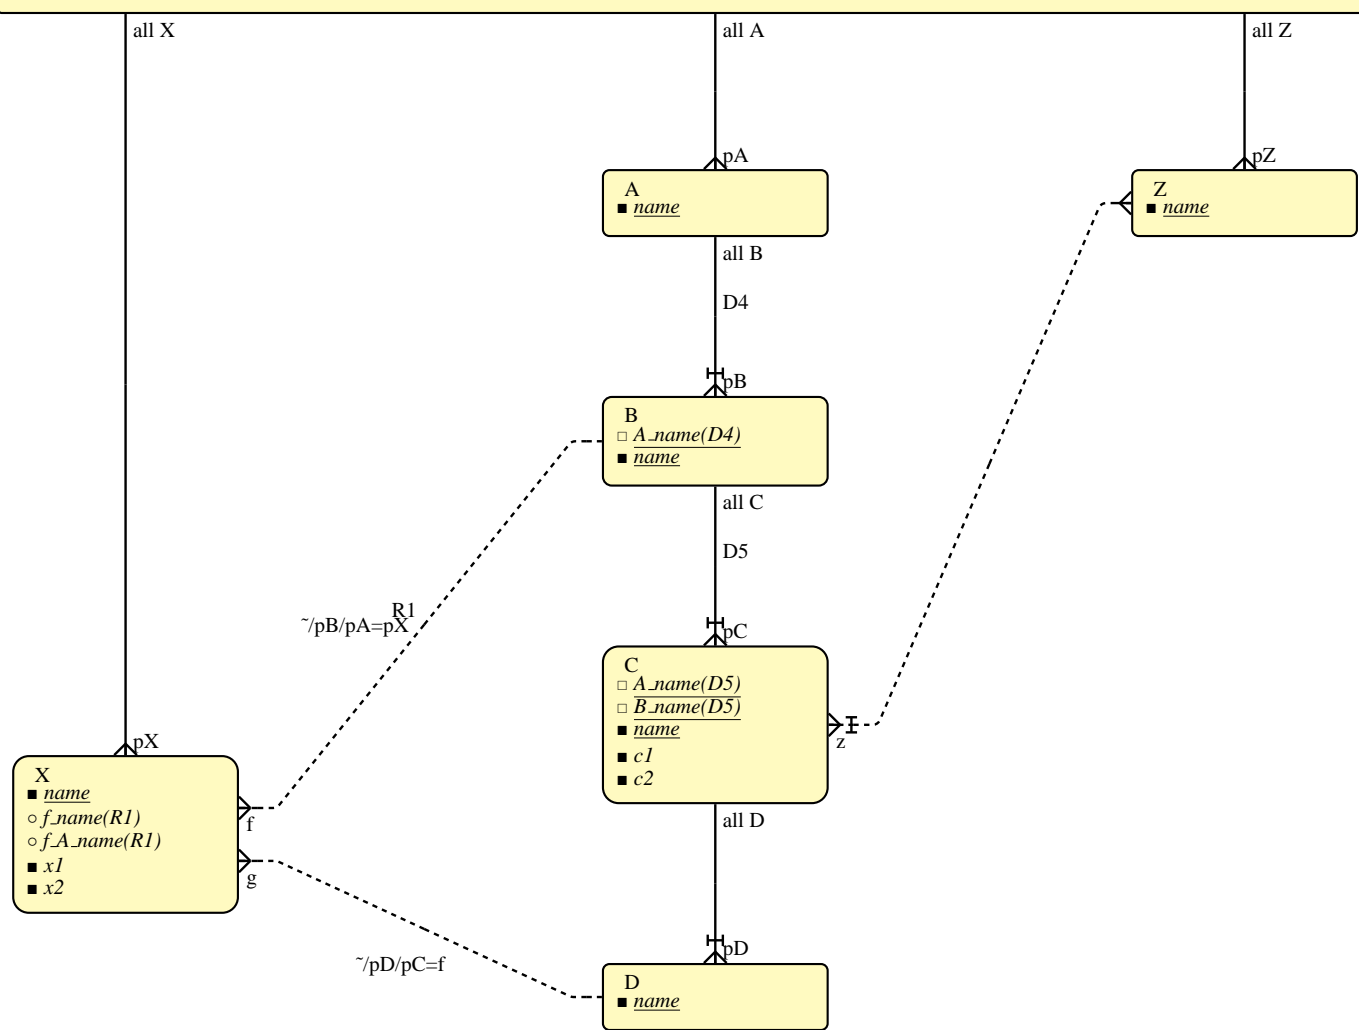 all X
all A
all Z
pA
pZ
A
■ name
Z
■ name
all B
D4
pB
B
□ A_name(D4)
■ name
all C
D5
R1
~/pB/pA=pX
pC
C
□ A_name(D5)
□ B_name(D5)
■ name
■ c1
■ c2
z
pX
X
■ name
○ f_name(R1)
○ f_A_name(R1)
■ x1
■ x2
f
g
all D
~/pD/pC=f
pD
D
■ name